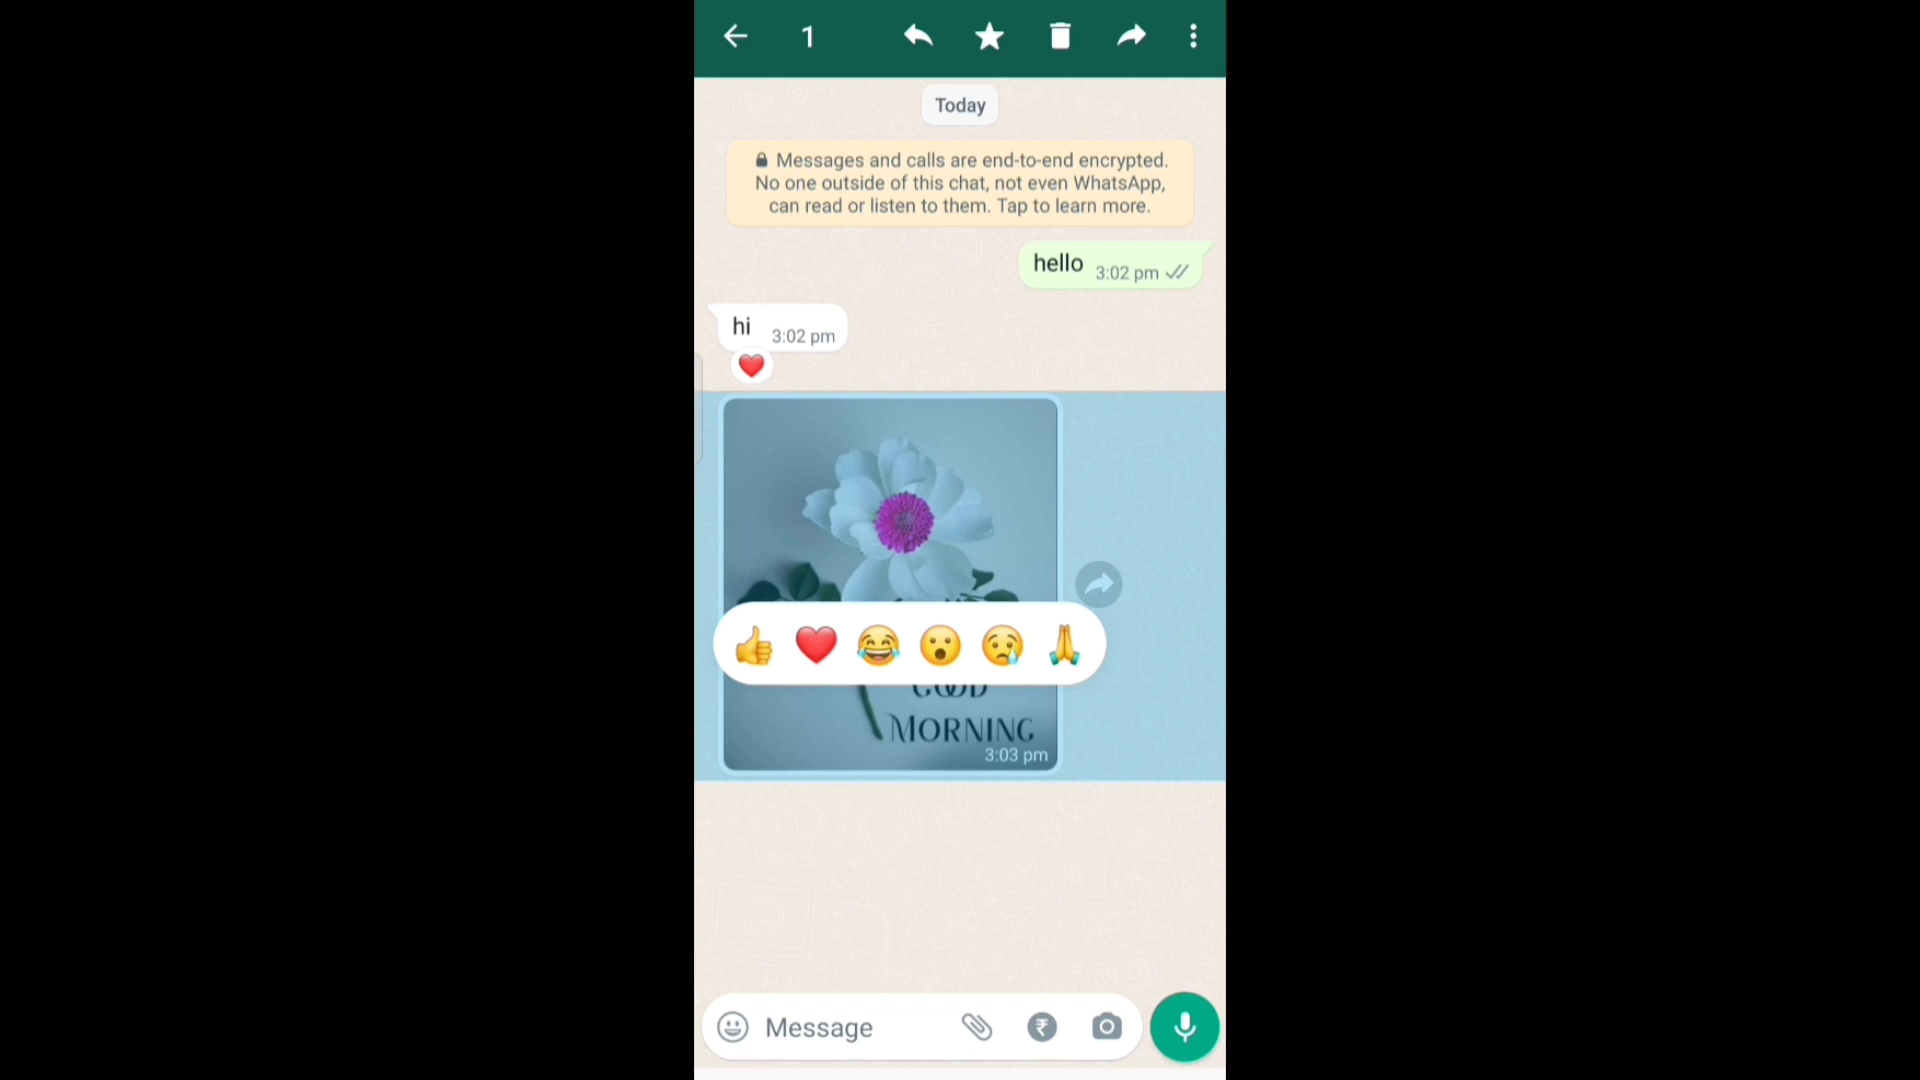 1
Today
Messages and calls are end-to-end encrypted.
No one outside of this chat, not even WhatsApp,
can read or listen to them. Tap to learn more.
hello 3:02 pm
hi 3:02 pm
GOOD
MORNING
3:03 pm
Message